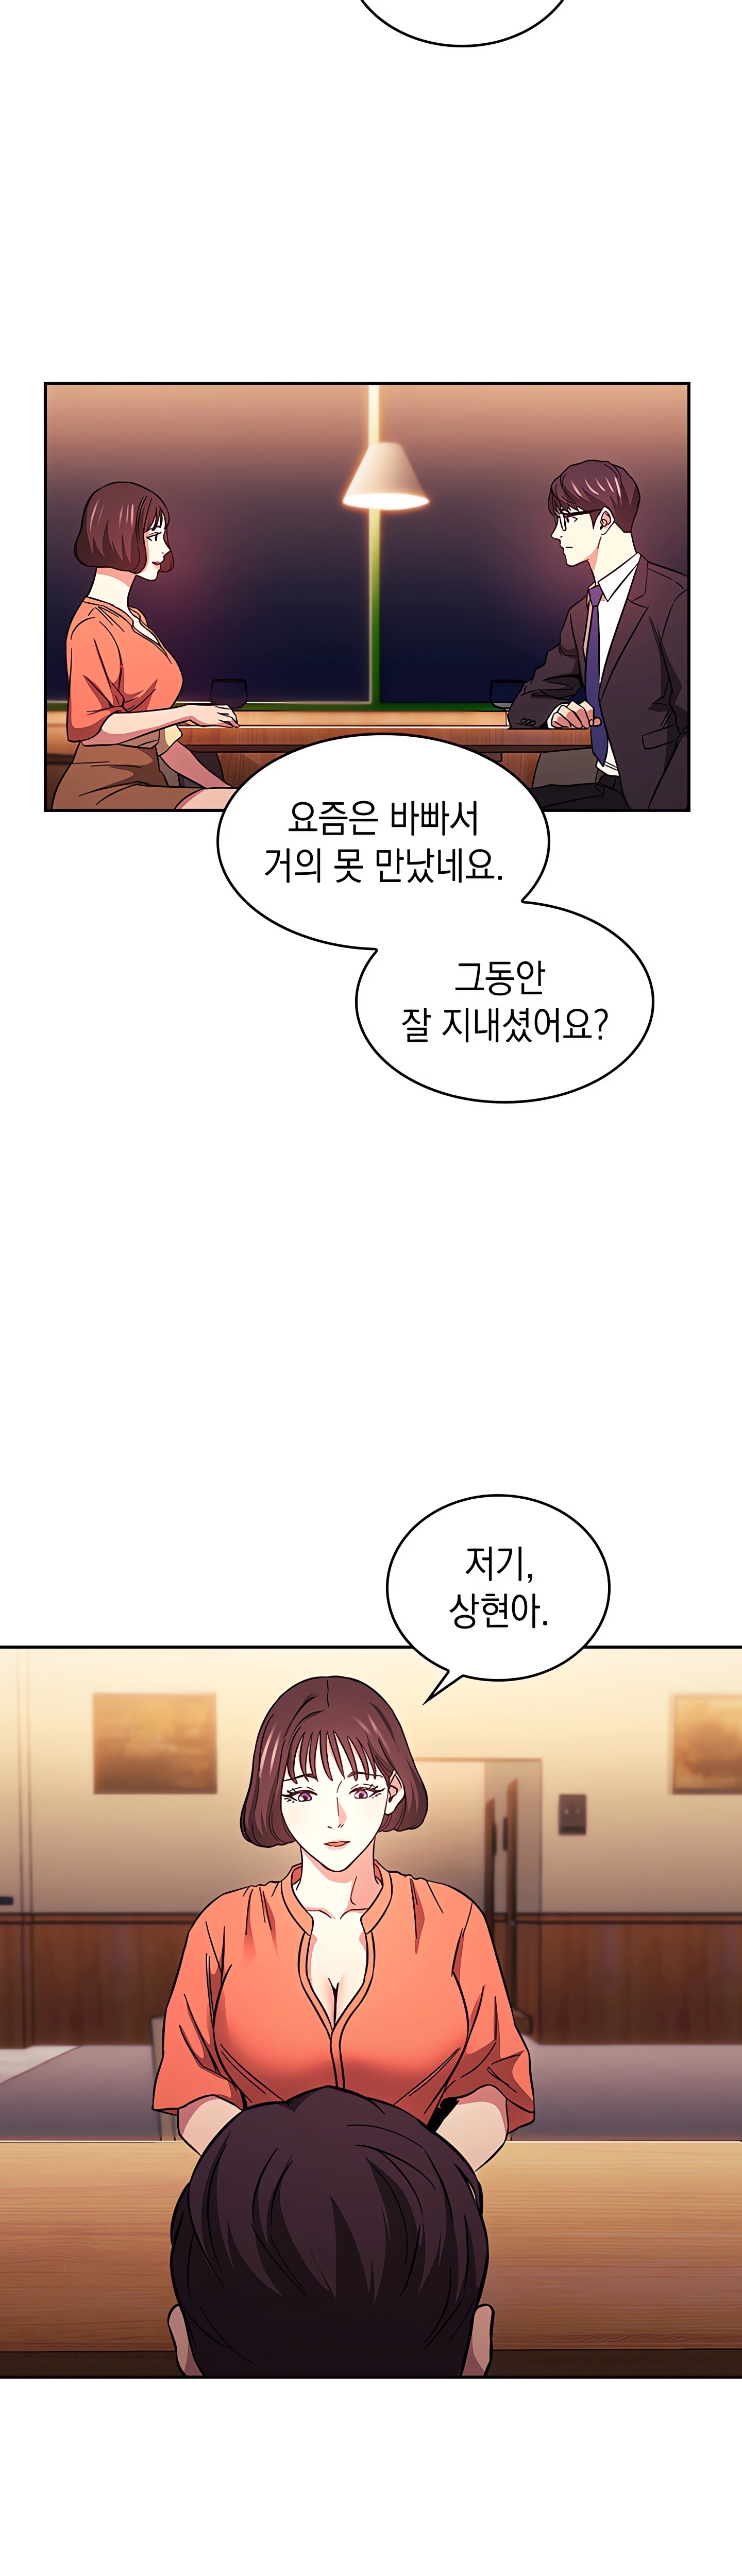 요즘은 바빠서
거의 못 만났네요.
그동안
잘 지내셨어요?
저기,
상현아.